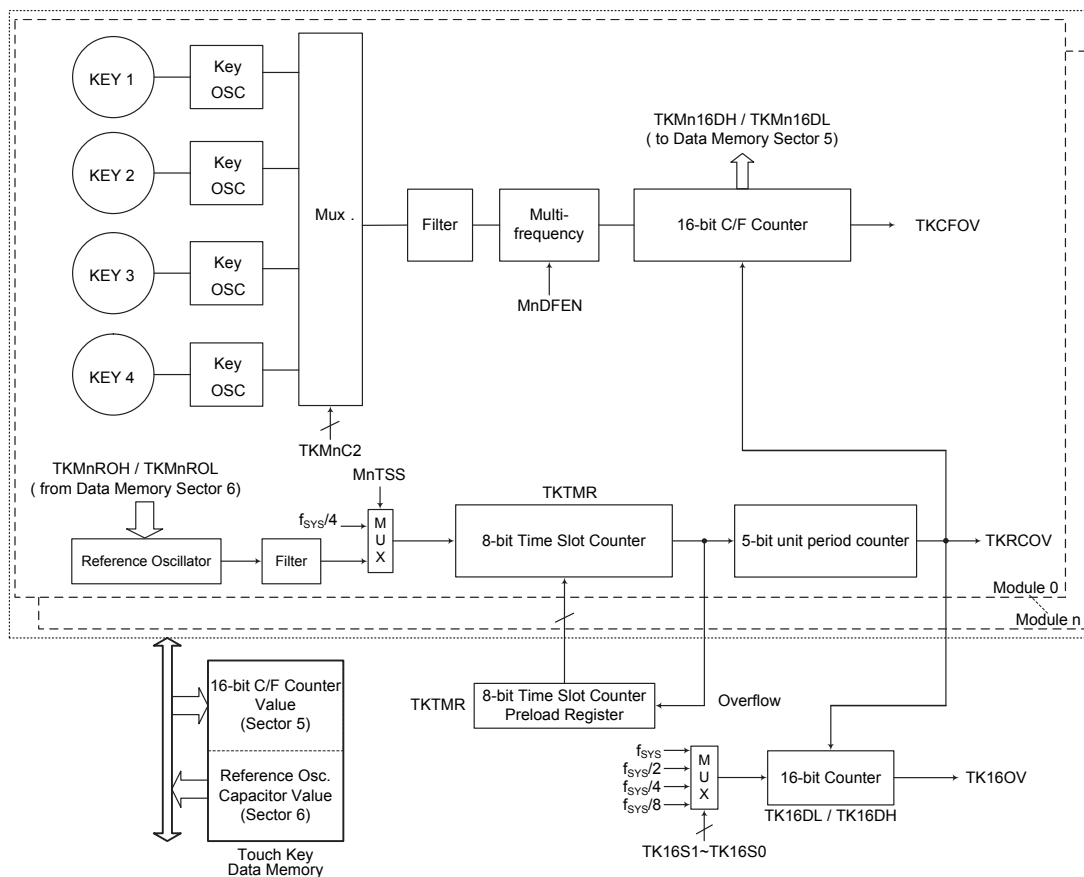 KEY 1
Key
OSC
KEY 2
Key
OSC
KEY 3
Key
OSC
KEY 4
Key
OSC
Mux .
TKMnC2
Filter
Multi-
frequency
MnDFEN
TKMn16DH / TKMn16DL
( to Data Memory Sector 5)
16-bit C/F Counter
TKCFOV
TKMnROH / TKMnROL
( from Data Memory Sector 6)
Reference Oscillator
Filter
MnTSS
fSYS/4
M
U
X
TKTMR
8-bit Time Slot Counter
5-bit unit period counter
TKRCOV
Module 0
Module n
TKTMR
8-bit Time Slot Counter
Preload Register
Overflow
16-bit C/F Counter
Value
(Sector 5)
Reference Osc.
Capacitor Value
(Sector 6)
Touch Key
Data Memory
fSYS
fSYS/2
fSYS/4
fSYS/8
M
U
X
TK16S1~TK16S0
16-bit Counter
TK16DL / TK16DH
TK16OV